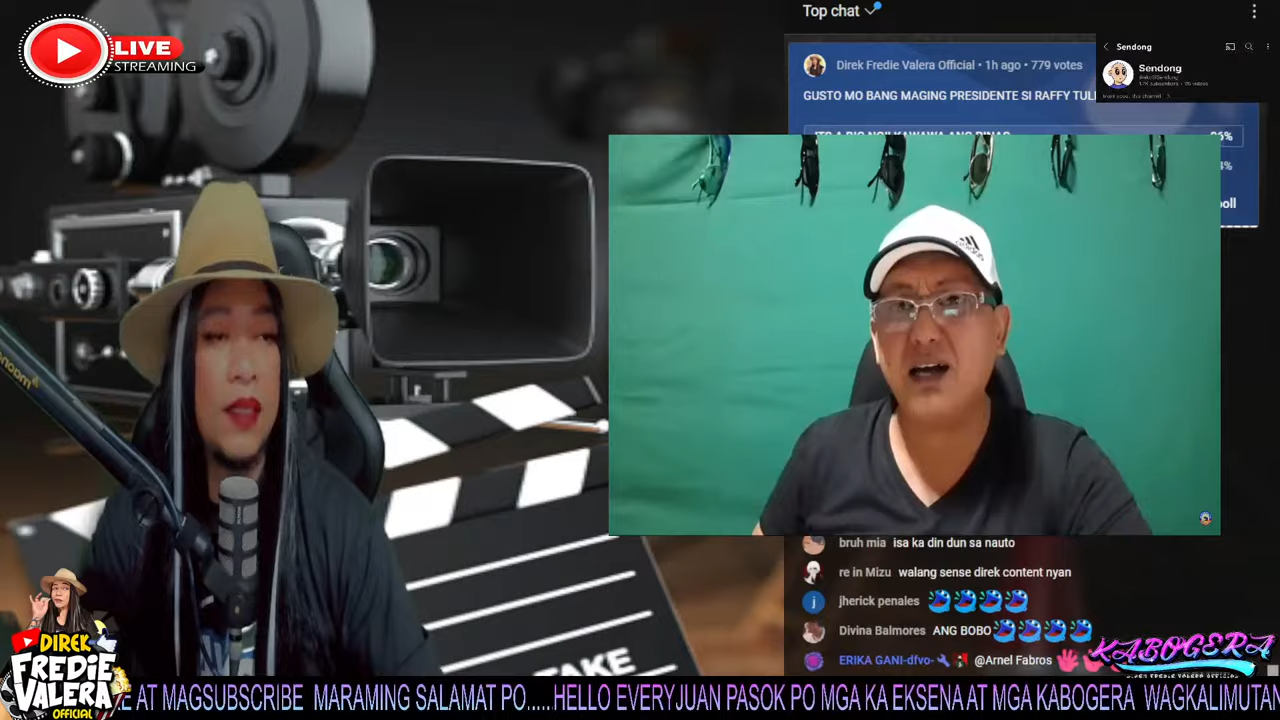 LIVE
STREAMING
Top chat
Direk Fredie Valera Official • 1h ago • 779 votes
GUSTO MO BANG MAGING PRESIDENTE SI RAFFY
Sendong
Sendong
adidas
bruh mia isa ka din dun sa nauto
re in Mizu walang sense direk content nyan
j jherick penales
Divina Balmores ANG BOBO
ERIKA GANI-dfvo- @Arnel Fabros
KABOGERA
DIREK
FREDIE
VALERA
OFFICIAL
TAKE
E AT MAGSUBSCRIBE MARAMING SALAMAT PO.....HELLO EVERYJUAN PASOK PO MGA KA EKSENA AT MGA KABOGERA WAGKALIMUTAN
maono